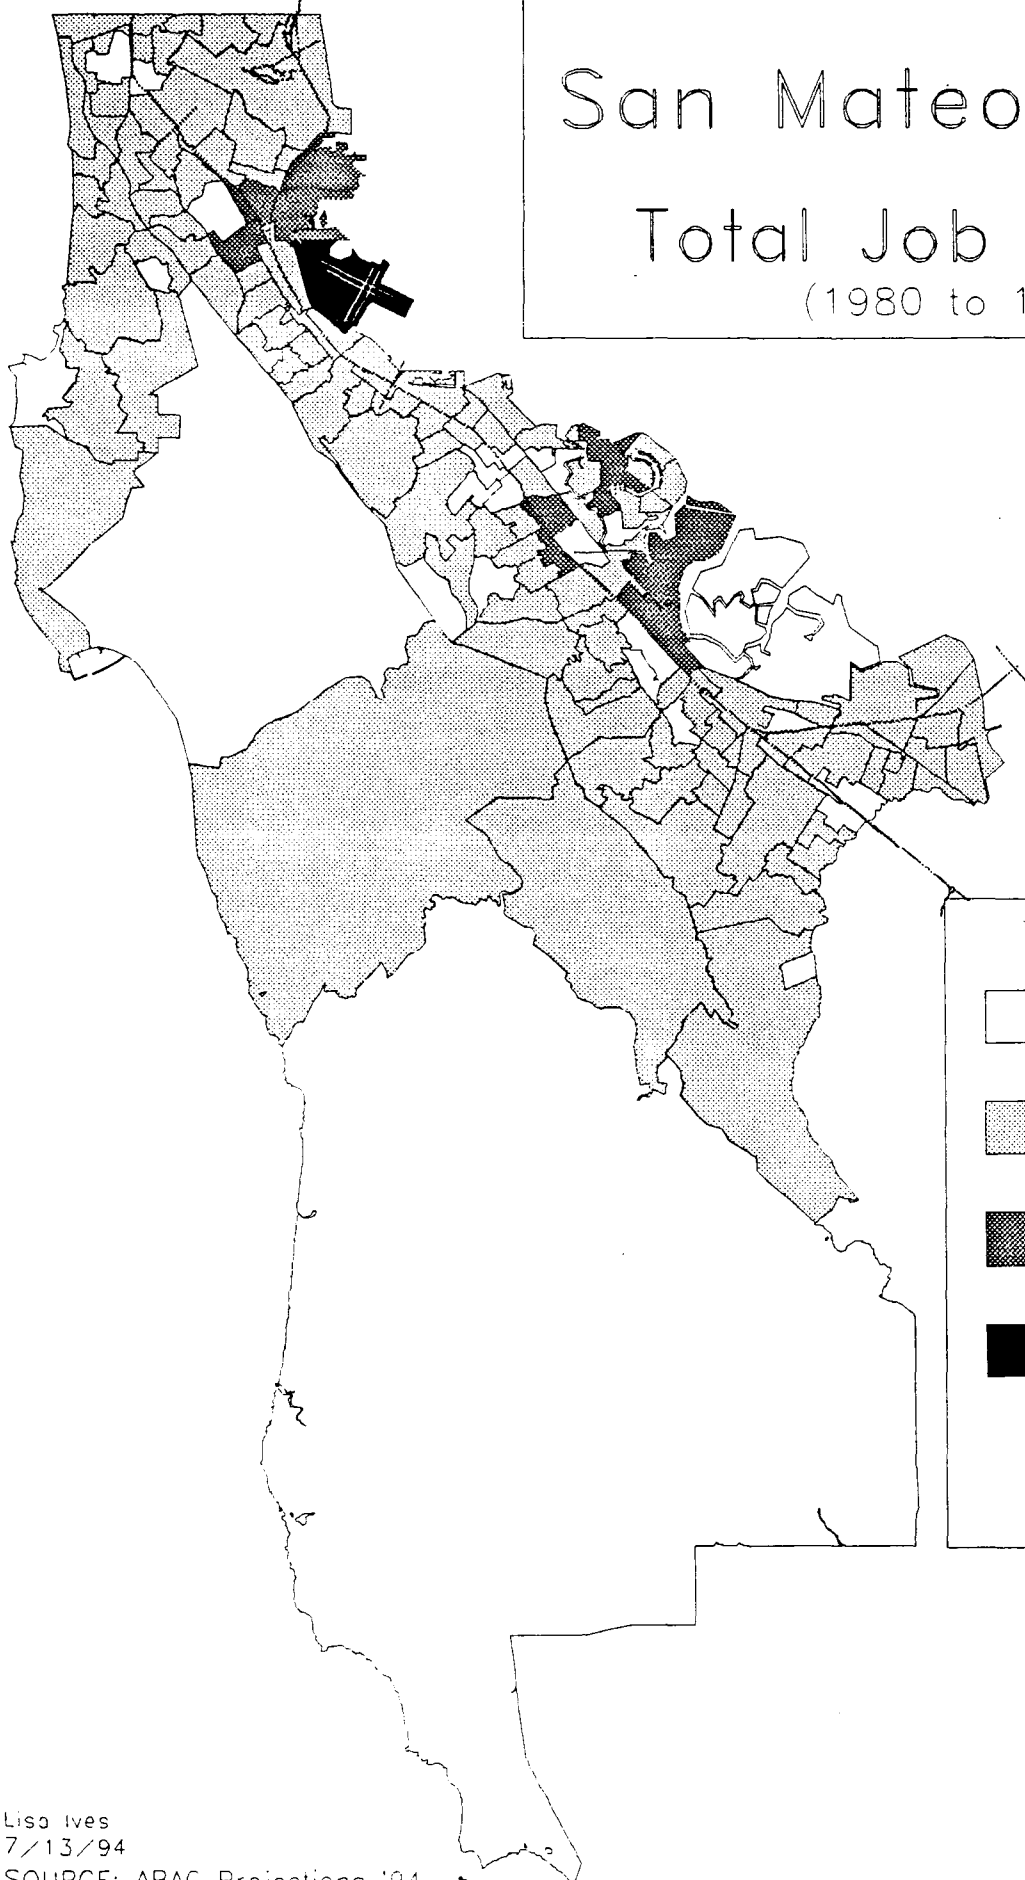 San Mateo
Total Job
(1980 to 1
Lisa Ives
7/13/94
SOURCE: ABAG Projections '94